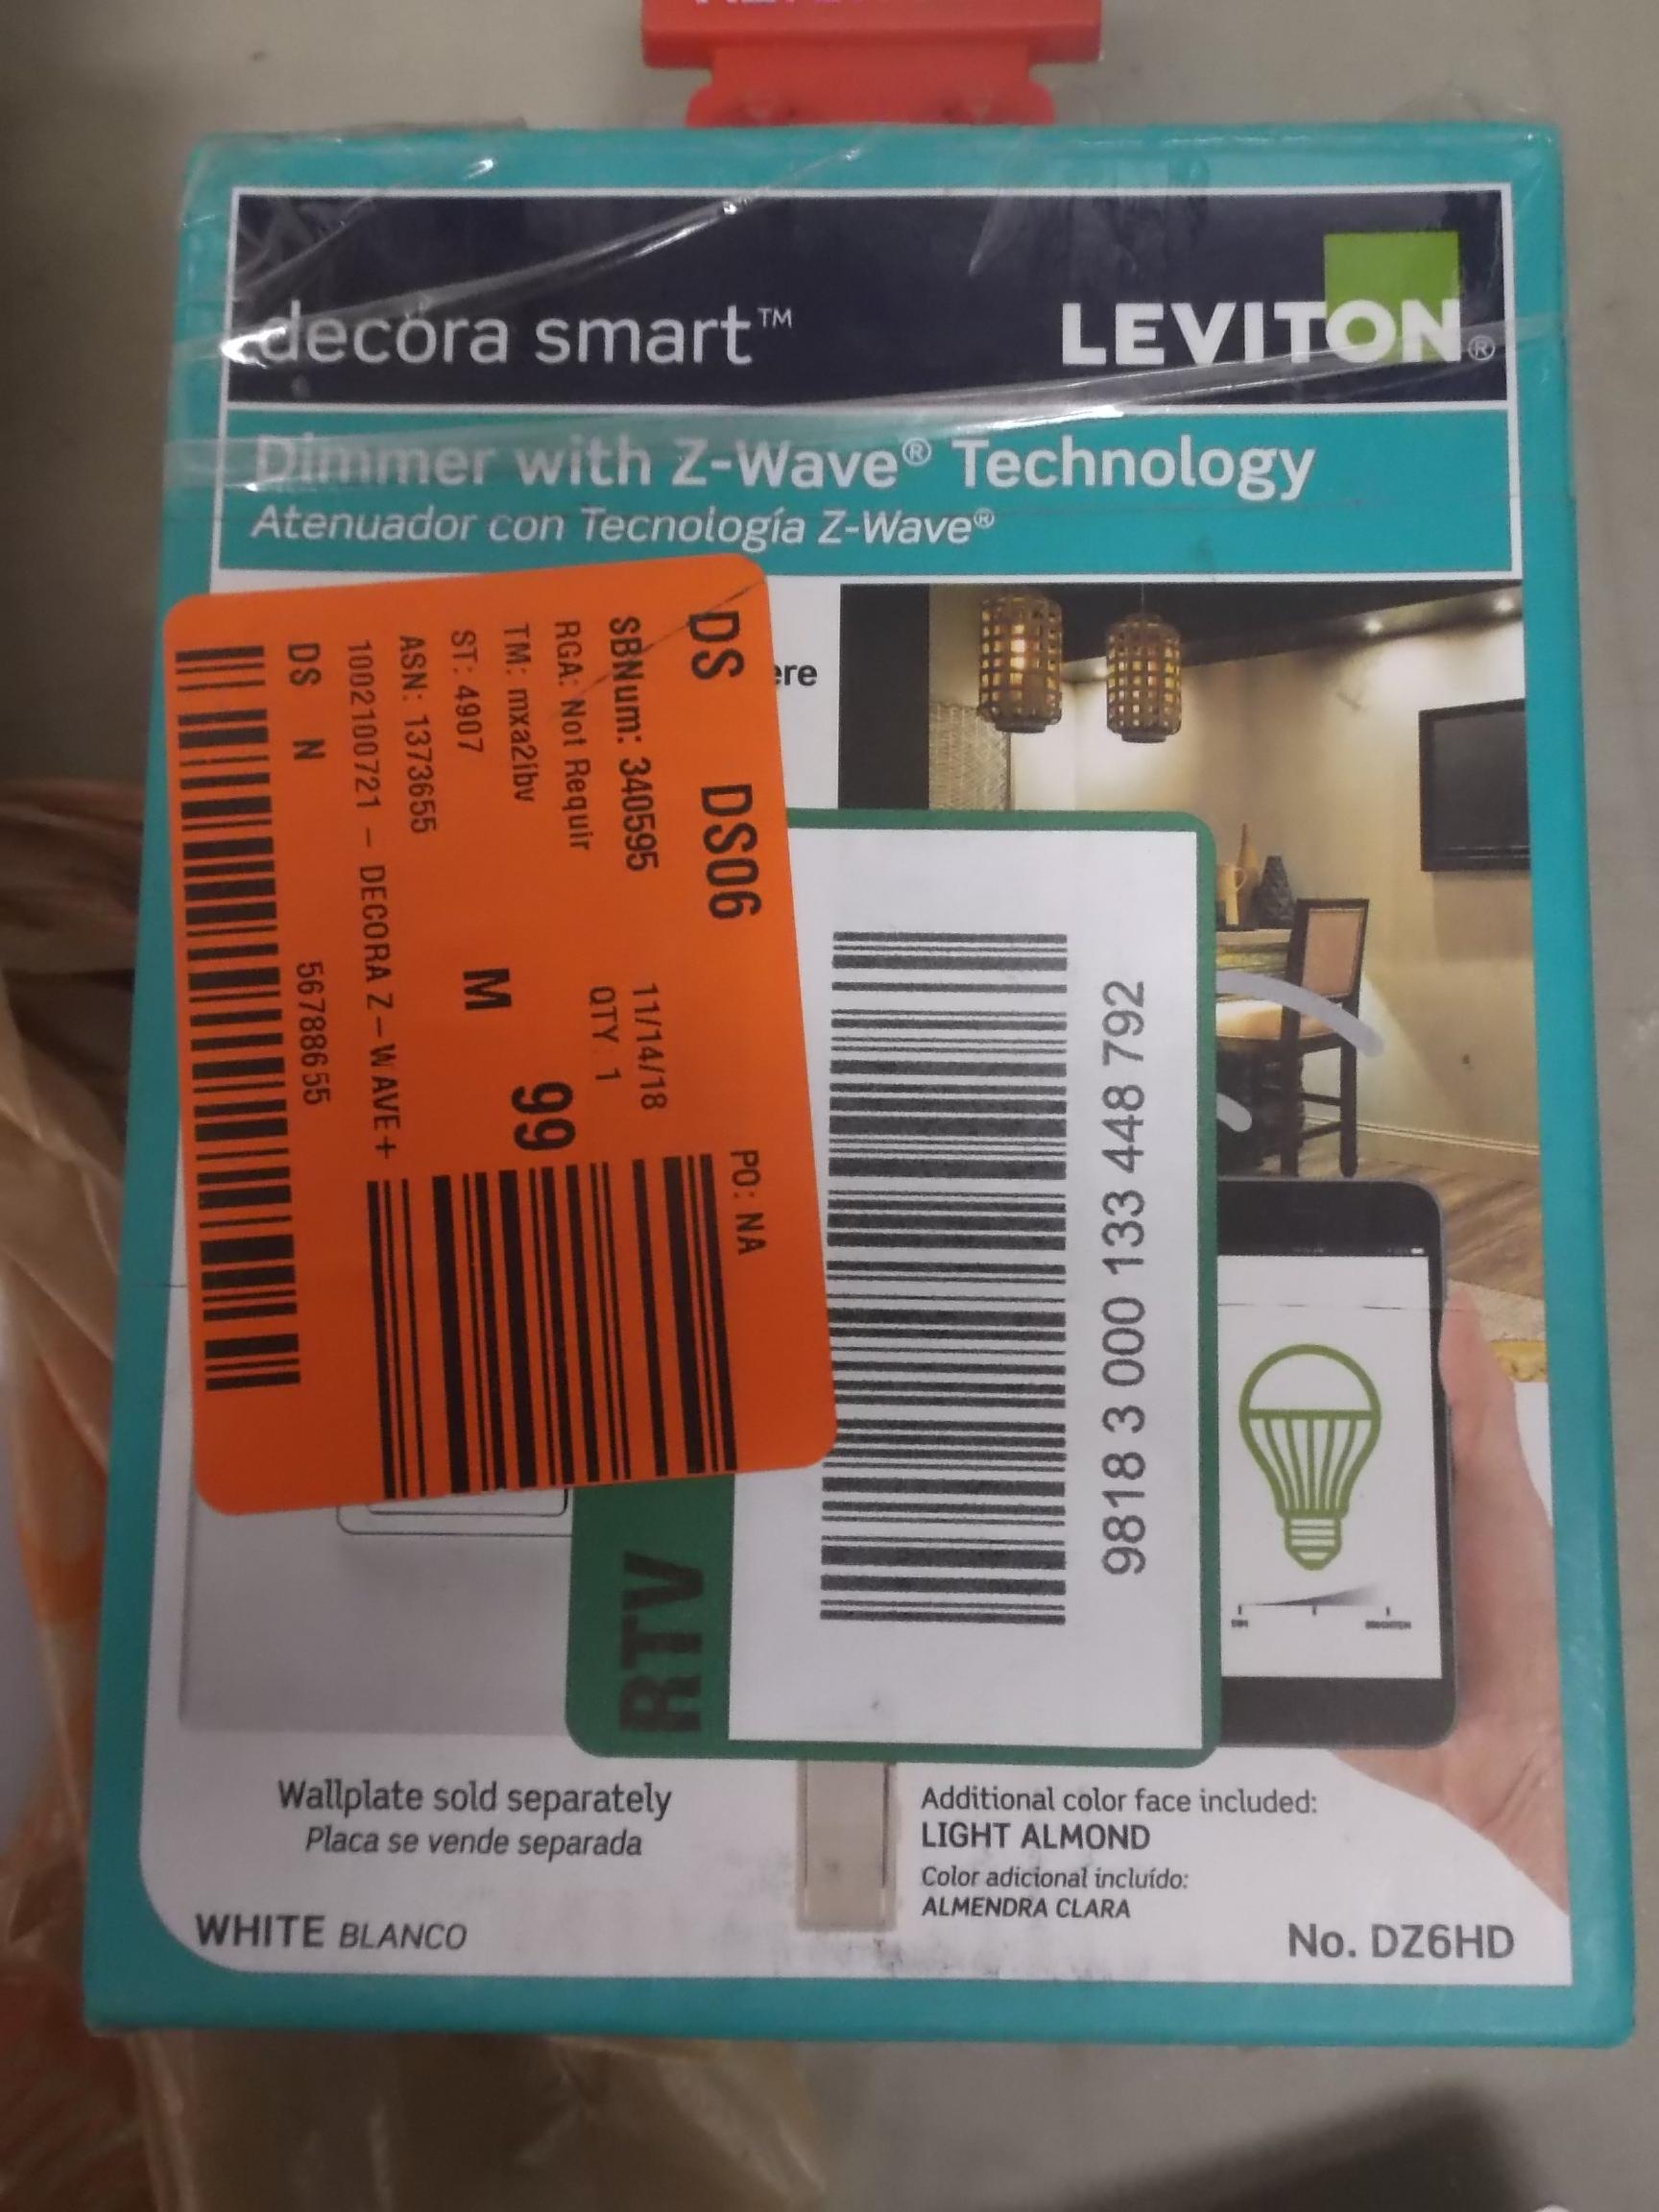 decora smart™
LEVITON®
Dimmer with Z-Wave® Technology
Atenuador con Tecnología Z-Wave®
DS DS06 PO: NA
SBNum: 340595 11/14/18
RGA: Not Requir QTY 1
TM: mxa2ibv 99
ST: 4907 M
ASN: 1373655
1002100721 - DECORA Z-WAVE+
DS N 56788655
9818 3 000 133 448 792
RTV
Wallplate sold separately
Placa se vende separada
Additional color face included:
LIGHT ALMOND
Color adicional incluído:
ALMENDRA CLARA
WHITE BLANCO
No. DZ6HD